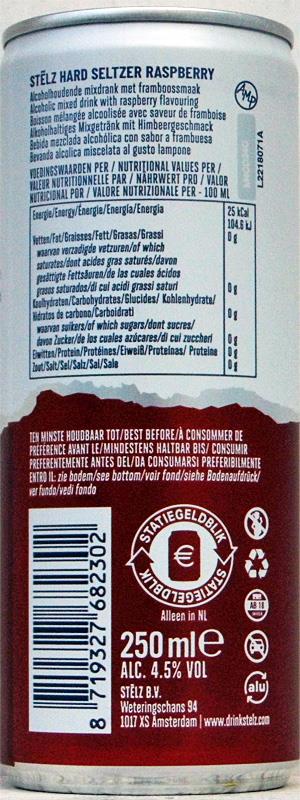 STËLZ HARD SELTZER RASPBERRY
Alcoholhoudende mixdrank met framboossmaak
Alcoholic mixed drink with raspberry flavouring
Boisson mélangée alcoolisée avec saveur de framboise
Alkoholhaltiges Mixgetränk mit Himbeergeschmack
Bebida mezclada alcohólica con sabor a frambuesa
Bevanda alcolica miscelata al gusto lampone
AMP
L2218071A
VOEDINGSWAARDEN PER / NUTRITIONAL VALUES PER /
VALEUR NUTRITIONNELLE PAR / NÄHRWERT PRO / VALOR
NUTRICIONAL POR / VALORE NUTRIZIONALE PER - 100 ML
Energie/Energy/Énergie/Energía/Energia 25 kCal
104.6 kJ
Vetten/Fat/Graisses/Fett/Grasas/Grassi 0 g
waarvan verzadigde vetzuren/of which
saturates/dont acides gras saturés/davon
gesättigte Fettsäuren/de las cuales ácidos
grasos saturados/di cui acidi grassi saturi 0 g
Koolhydraten/Carbohydrates/Glucides/ Kohlenhydrate/
Hidratos de carbono/Carboidrati 0 g
waarvan suikers/of which sugars/dont sucres/
davon Zucker/de los cuales azúcares/di cui zuccheri 0 g
Eiwitten/Protein/Protéines/Eiweiß/Proteínas/ Proteine 0 g
Zout/Salt/Sel/Salz/Sal/Sale 0 g
TEN MINSTE HOUDBAAR TOT/BEST BEFORE/À CONSOMMER DE
PRÉFÉRENCE AVANT LE/MINDESTENS HALTBAR BIS/ CONSUMIR
PREFERENTEMENTE ANTES DEL/DA CONSUMARSI PREFERIBILMENTE
ENTRO IL: zie bodem/see bottom/voir fond/siehe Bodenaufdrück/
ver fundo/vedi fondo
STATIEGELDBLIK
€
STATIEGELDBLIK
Alleen in NL
AB 18
alu
8 719327 682302
250 ml e
ALC. 4.5% VOL
STËLZ B.V.
Weteringschans 94
1017 XS Amsterdam | www.drinkstelz.com